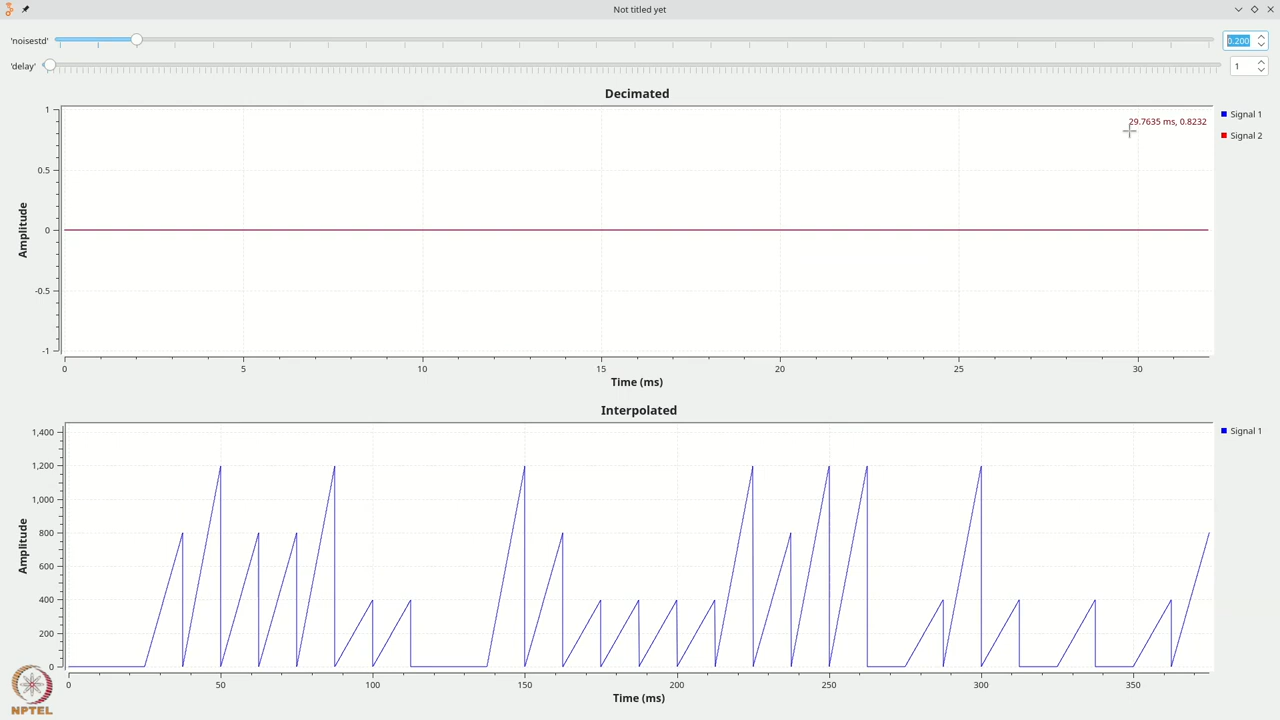 Not titled yet
'noisestd'
0.200
'delay'
1
Decimated
29.7635 ms, 0.8232
Signal 1
Signal 2
Amplitude
1
0.5
0
-0.5
-1
0 5 10 15 20 25 30
Time (ms)
Interpolated
Signal 1
Amplitude
1,400
1,200
1,000
800
600
400
200
0
0 50 100 150 200 250 300 350
Time (ms)
NPTEL